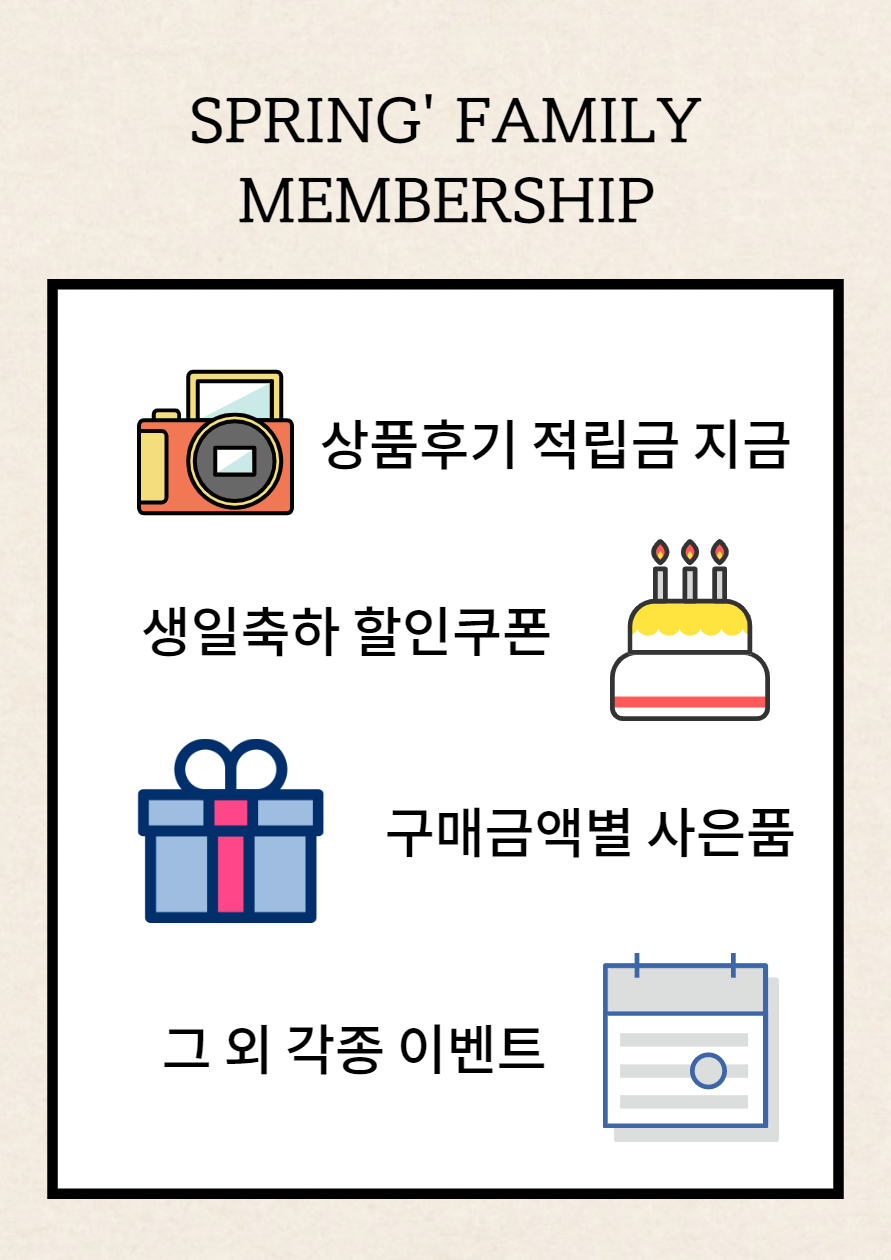 SPRING' FAMILY
MEMBERSHIP
상품후기 적립금 지금
생일축하 할인쿠폰
구매금액별 사은품
그 외 각종 이벤트